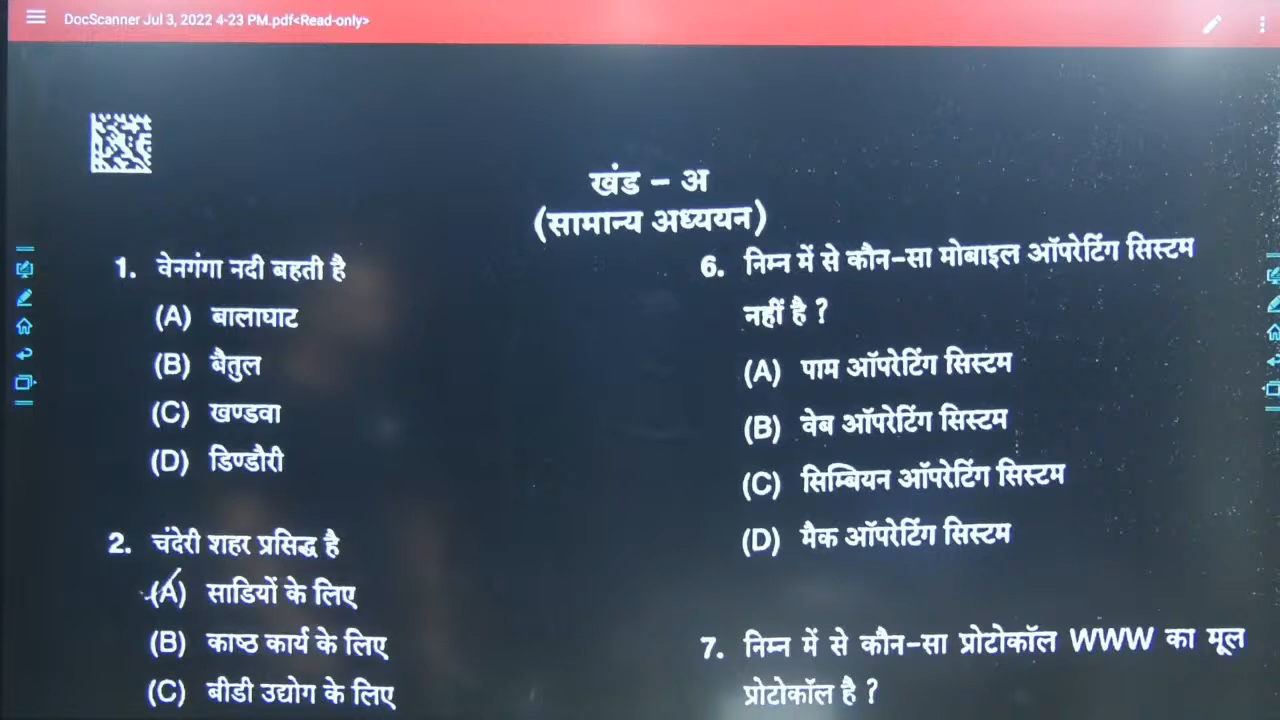 DocScanner Jul 3, 2022 4-23 PM.pdf<Read-only>
खंड – अ
(सामान्य अध्ययन)
1. वेनगंगा नदी बहती है
(A) बालाघाट
(B) बैतुल
(C) खण्डवा
(D) डिण्डौरी
2. चंदेरी शहर प्रसिद्ध है
(A) साडियों के लिए
(B) काष्ठ कार्य के लिए
(C) बीडी उद्योग के लिए
6. निम्न में से कौन-सा मोबाइल ऑपरेटिंग सिस्टम
नहीं है ?
(A) पाम ऑपरेटिंग सिस्टम
(B) वेब ऑपरेटिंग सिस्टम
(C) सिम्बियन ऑपरेटिंग सिस्टम
(D) मैक ऑपरेटिंग सिस्टम
7. निम्न में से कौन-सा प्रोटोकॉल WWW का मूल
प्रोटोकॉल है ?